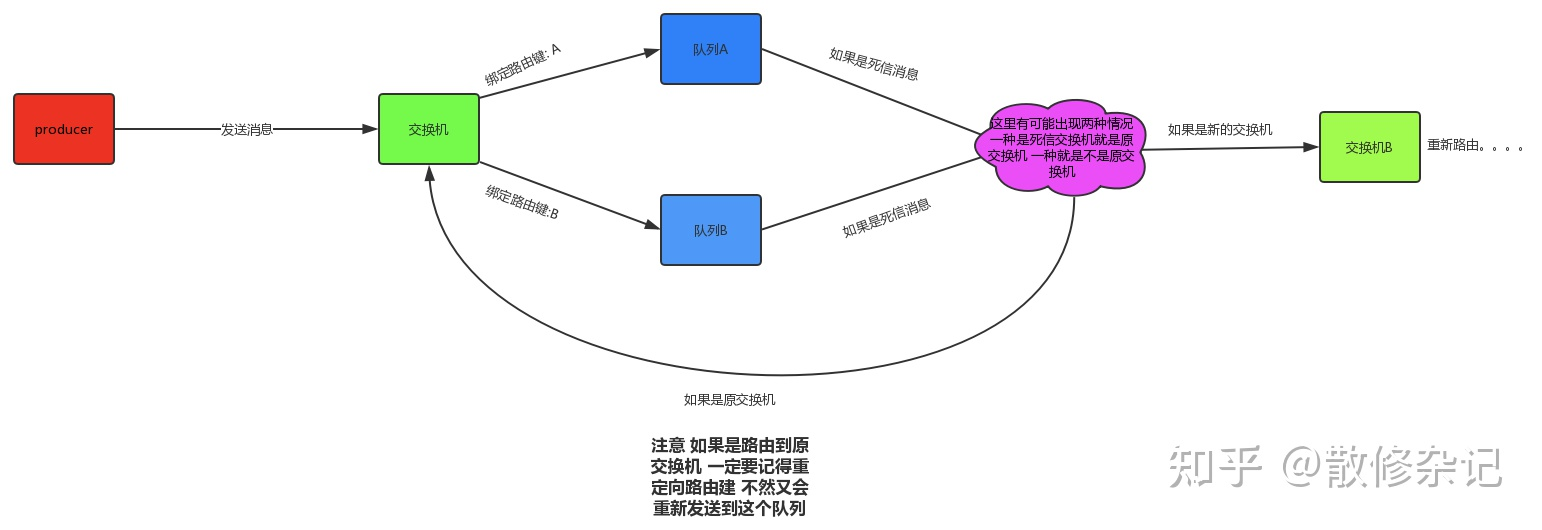 producer
发送消息
交换机
绑定路由键: A
绑定路由键:B
队列A
队列B
如果是死信消息
如果是死信消息
这里有可能出现两种情况
一种是死信交换机就是原
交换机 一种就是不是原交
换机
如果是新的交换机
交换机B
重新路由。。。。
如果是原交换机
注意 如果是路由到原
交换机 一定要记得重
定向路由建 不然又会
重新发送到这个队列
知乎 @散修杂记